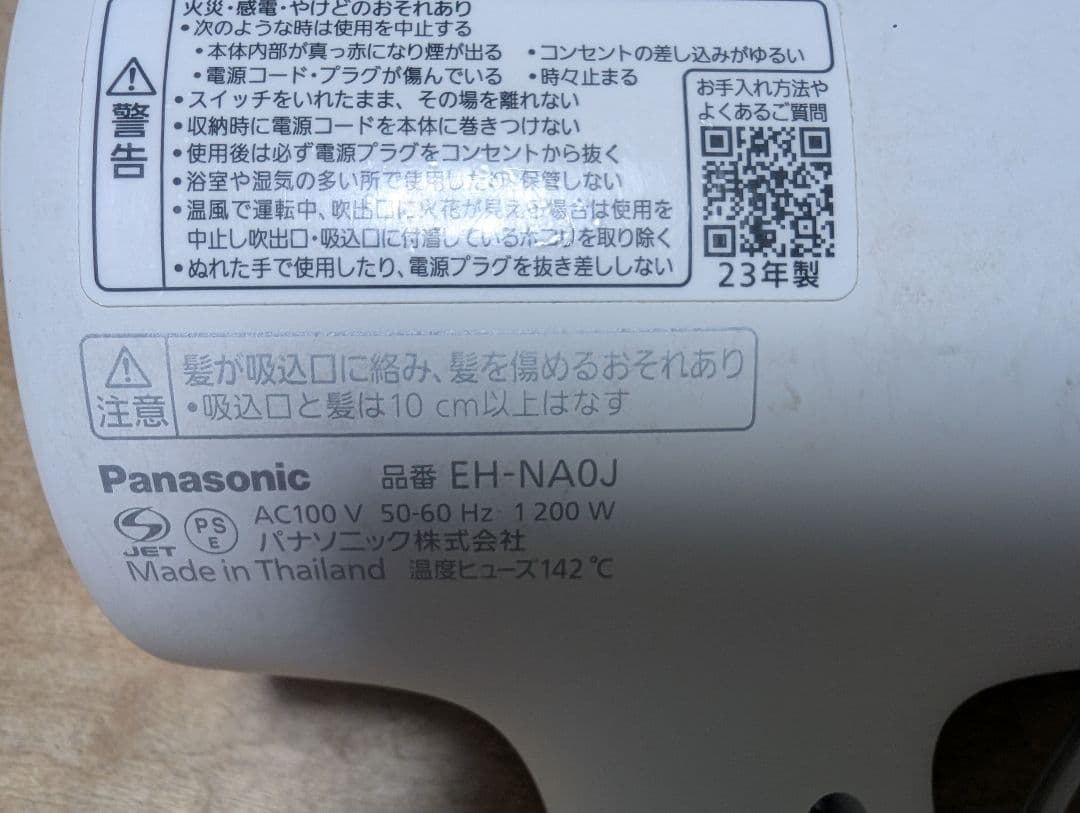 火災・感電・やけどのおそれあり
•次のような時は使用を中止する
•本体内部が真っ赤になり煙が出る •コンセントの差し込みがゆるい
•電源コード・プラグが傷んでいる •時々止まる
警告
•スイッチをいれたまま、その場を離れない
•収納時に電源コードを本体に巻きつけない
•使用後は必ず電源プラグをコンセントから抜く
•浴室や湿気の多い所で使用したり、保管しない
•温風で運転中、吹出口に火花が見える場合は使用を
中止し吹出口・吸込口に付着しているホコリを取り除く
•ぬれた手で使用したり、電源プラグを抜き差ししない
お手入れ方法や
よくあるご質問
23年製
注意
髪が吸込口に絡み、髪を傷めるおそれあり
•吸込口と髪は10 cm以上はなす
Panasonic 品番 EH-NA0J
JET PS E AC100 V 50-60 Hz 1 200 W
パナソニック株式会社
Made in Thailand 温度ヒューズ142 ℃